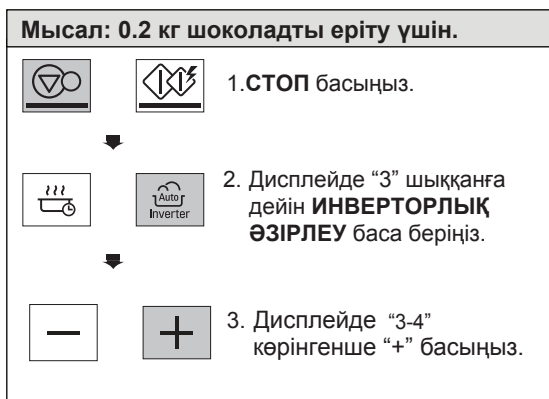 Мысал: 0.2 кг шоколадты еріту үшін.
1.СТОП басыңыз.
Auto
Inverter
2. Дисплейде “3” шыққанға
дейін ИНВЕРТОРЛЫҚ
ӘЗІРЛЕУ баса беріңіз.
3. Дисплейде “3-4”
көрінгенше “+” басыңыз.